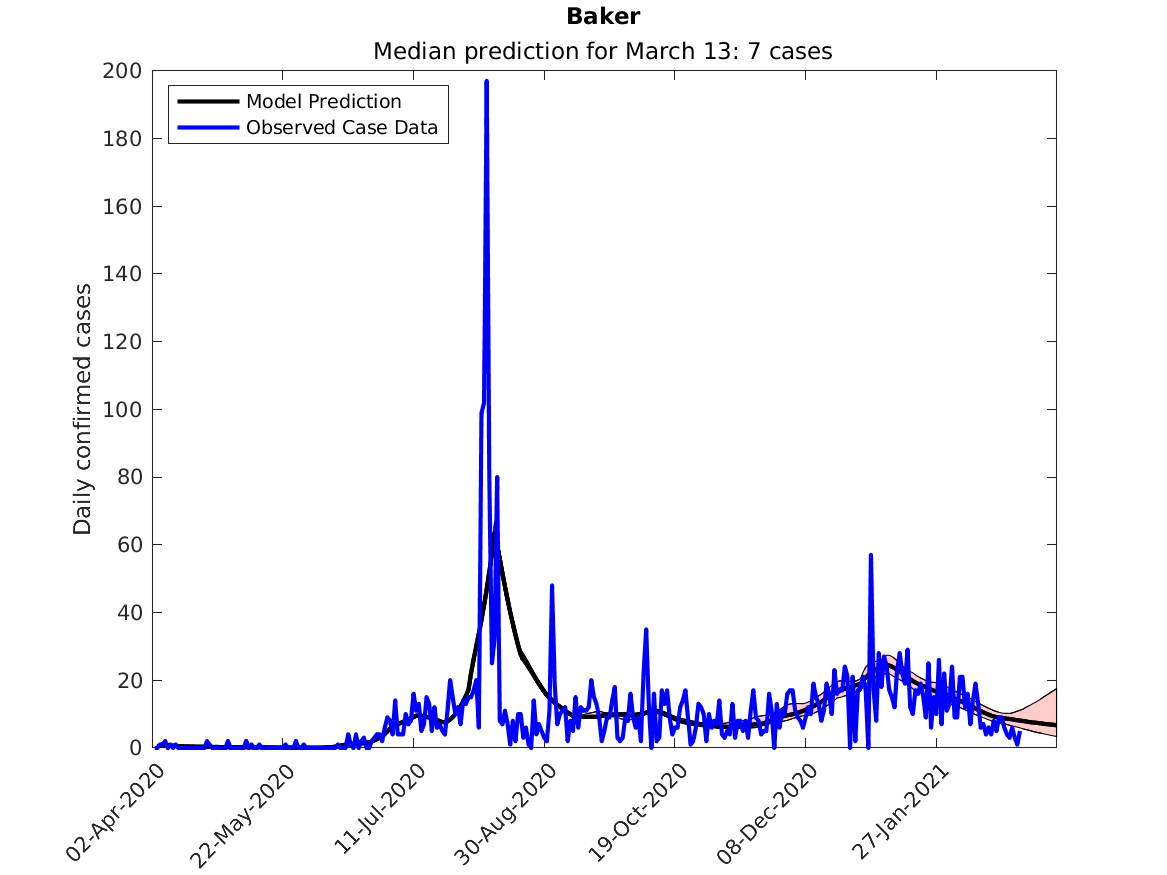 Baker
Median prediction for March 13: 7 cases
Model Prediction
Observed Case Data
Daily confirmed cases
200
180
160
140
120
100
80
60
40
20
0
02-Apr-2020
22-May-2020
11-Jul-2020
30-Aug-2020
19-Oct-2020
08-Dec-2020
27-Jan-2021